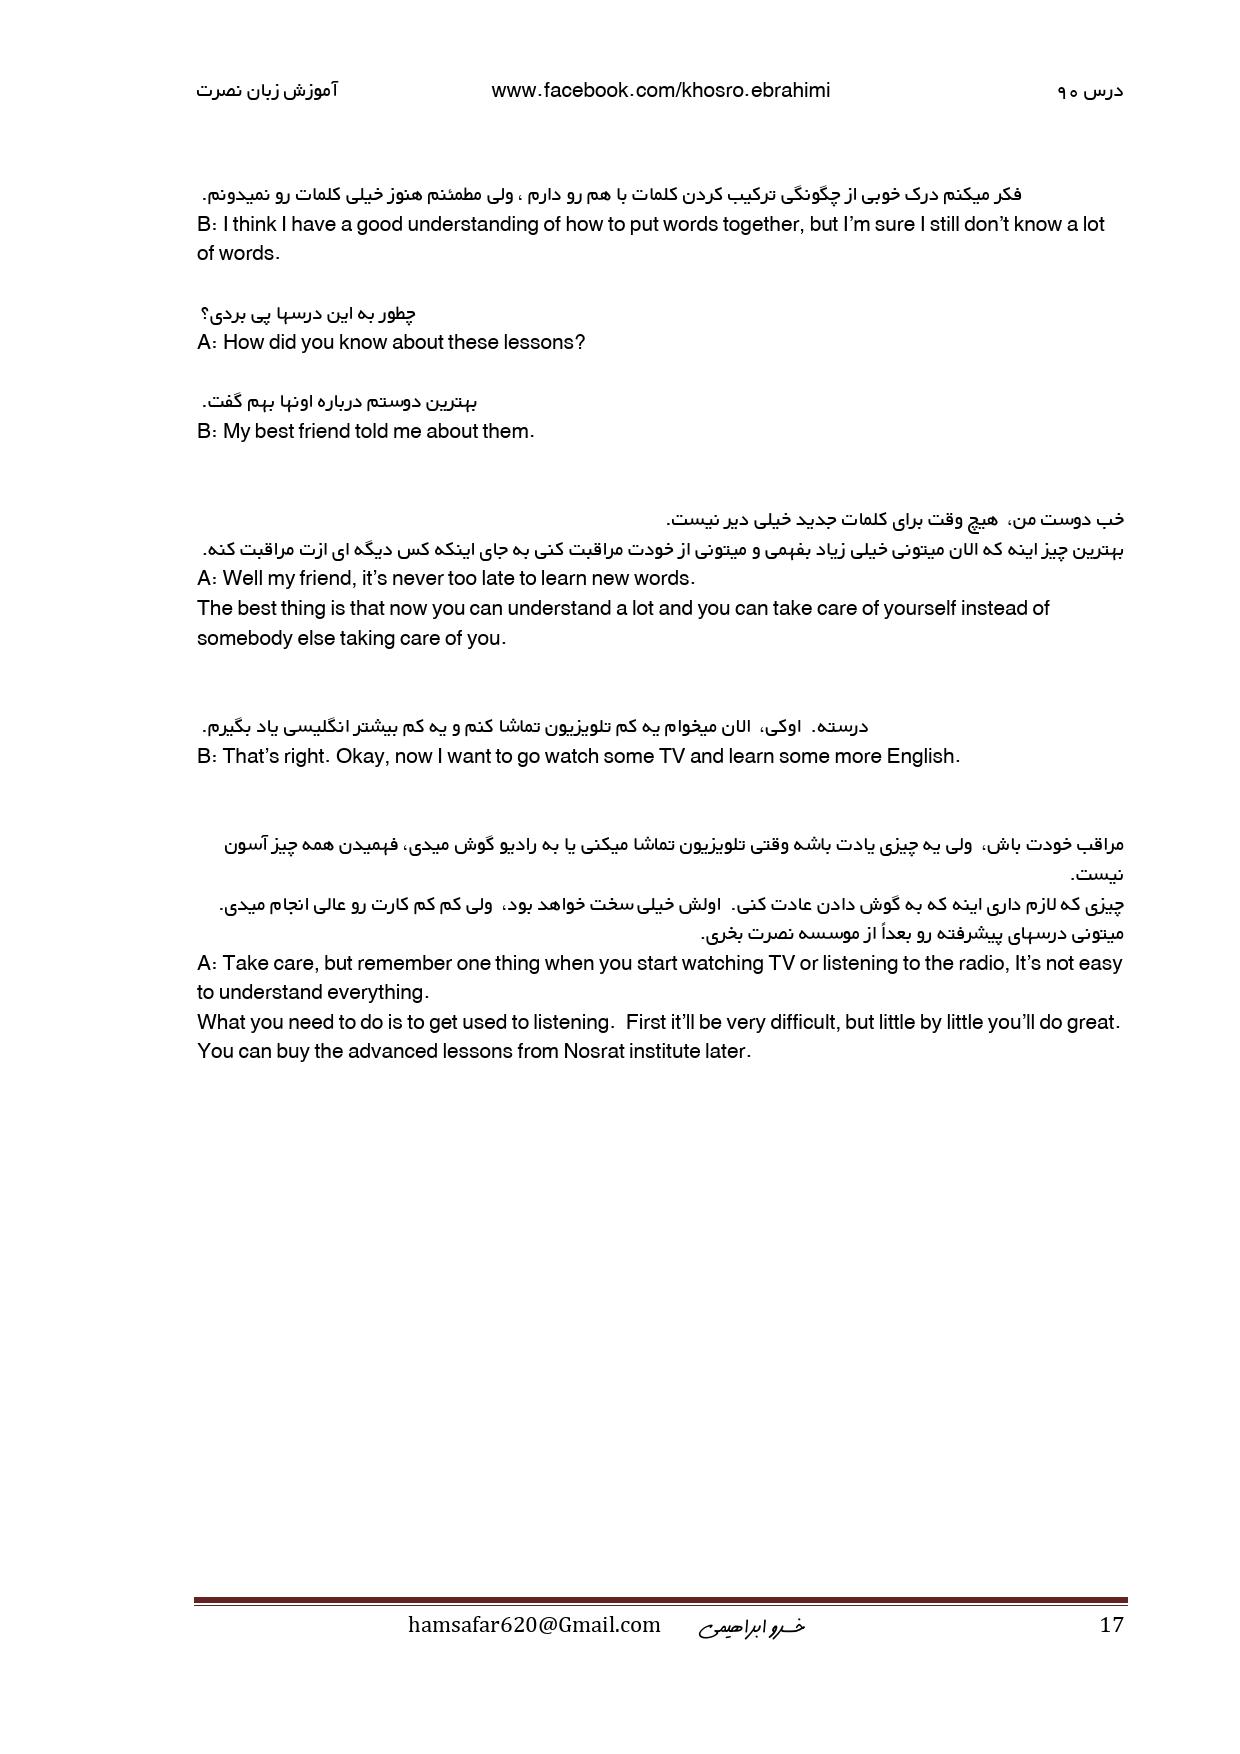 درس ۹۰ www.facebook.com/khosro.ebrahimi آموزش زبان نصرت
فکر میکنم درک خوبی از چگونگی ترکیب کردن کلمات با هم رو دارم ، ولی مطمئنم هنوز خیلی کلمات رو نمیدونم.
B: I think I have a good understanding of how to put words together, but I’m sure I still don’t know a lot
of words.
چطور به این درسها پی بردی؟
A: How did you know about these lessons?
بهترین دوستم درباره اونها بهم گفت.
B: My best friend told me about them.
خب دوست من، هیچ وقت برای کلمات جدید خیلی دیر نیست.
بهترین چیز اینه که الان میتونی خیلی زیاد بفهمی و میتونی از خودت مراقبت کنی به جای اینکه کس دیگه ای ازت مراقبت کنه.
A: Well my friend, it’s never too late to learn new words.
The best thing is that now you can understand a lot and you can take care of yourself instead of
somebody else taking care of you.
درسته. اوکی، الان میخوام یه کم تلویزیون تماشا کنم و یه کم بیشتر انگلیسی یاد بگیرم.
B: That’s right. Okay, now I want to go watch some TV and learn some more English.
مراقب خودت باش، ولی یه چیزی یادت باشه وقتی تلویزیون تماشا میکنی یا به رادیو گوش میدی، فهمیدن همه چیز آسون
نیست.
چیزی که لازم داری اینه که به گوش دادن عادت کنی. اولش خیلی سخت خواهد بود، ولی کم کم کارت رو عالی انجام میدی.
میتونی درسهای پیشرفته رو بعداً از موسسه نصرت بخری.
A: Take care, but remember one thing when you start watching TV or listening to the radio, It’s not easy
to understand everything.
What you need to do is to get used to listening. First it’ll be very difficult, but little by little you’ll do great.
You can buy the advanced lessons from Nosrat institute later.
hamsafar620@Gmail.com خسرو ابراهیمی 17